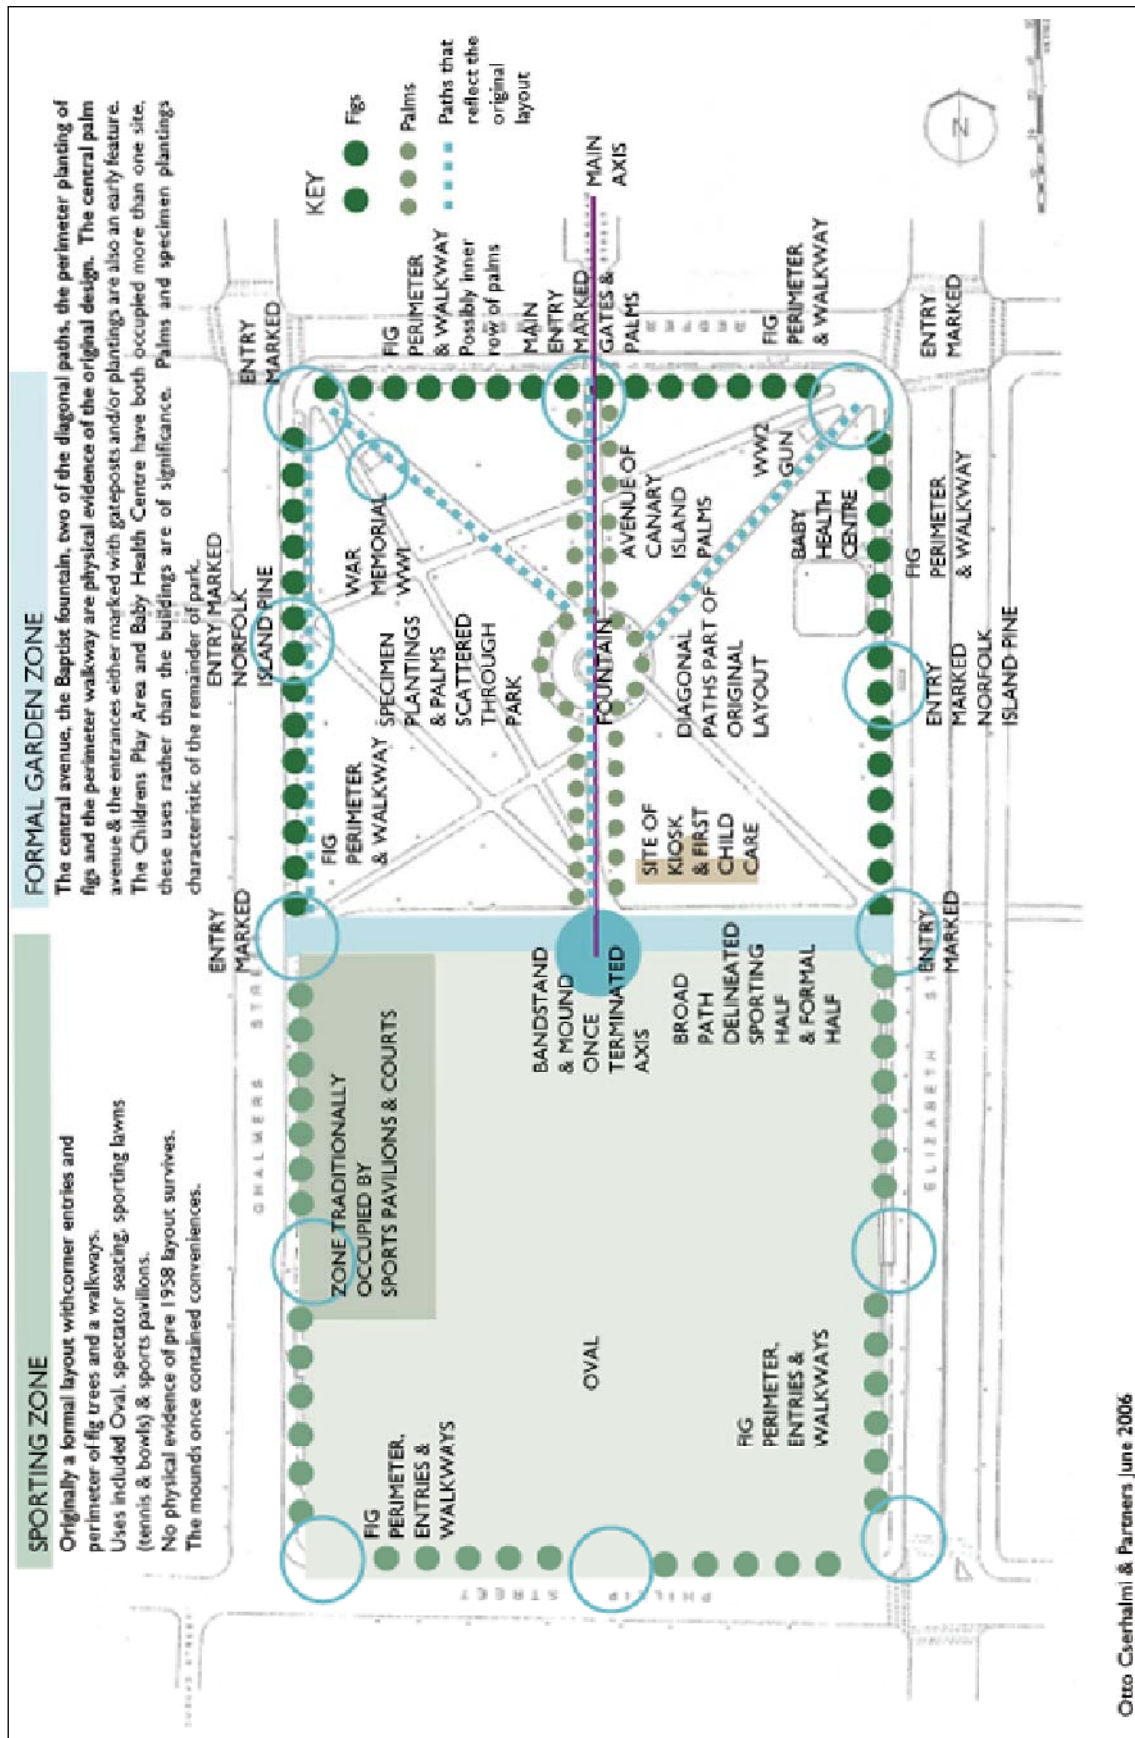 SPORTING ZONE
Originally a formal layout withcorner entries and
perimeter of fig trees and a walkways.
Uses included Oval, spectator seating, sporting lawns
(tennis & bowls) & sports pavilions.
No physical evidence of pre 1958 layout survives.
The mounds once contained conveniences.
FORMAL GARDEN ZONE
The central avenue, the Baptist fountain, two of the diagonal paths, the perimeter planting of
figs and the perimeter walkway are physical evidence of the original design. The central palm
avenue & the entrances either marked with gateposts and/or plantings are also an early feature.
The Childrens Play Area and Baby Health Centre have both occupied more than one site,
these uses rather than the buildings are of significance. Palms and specimen plantings
characteristic of the remainder of park.
KEY
Figs
Palms
Paths that
reflect the
original
layout
ENTRY
MARKED
ENTRY MARKED
NORFOLK
ISLAND PINE
ENTRY
MARKED
CHALMERS STREET
ZONE TRADITIONALLY
OCCUPIED BY
SPORTS PAVILIONS & COURTS
FIG
PERIMETER
& WALKWAY
WAR
MEMORIAL
WWI
SPECIMEN
PLANTINGS
& PALMS
SCATTERED
THROUGH
PARK
FIG
PERIMETER
& WALKWAY
Possibly inner
row of palms
MAIN
ENTRY
MARKED
GATES &
PALMS
MAIN
AXIS
FIG
PERIMETER,
ENTRIES &
WALKWAYS
PHILLIP STREET
OVAL
BANDSTAND
& MOUND
ONCE
TERMINATED
AXIS
FOUNTAIN
AVENUE OF
CANARY
ISLAND
PALMS
SITE OF
KIOSK
& FIRST
CHILD
CARE
DIAGONAL
PATHS PART OF
ORIGINAL
LAYOUT
BROAD
PATH
DELINEATED
SPORTING
HALF
& FORMAL
HALF
WW2
GUN
BABY
HEALTH
CENTRE
FIG
PERIMETER
& WALKWAY
FIG
PERIMETER,
ENTRIES &
WALKWAYS
ELIZABETH ST
ENTRY
MARKED
ENTRY
MARKED
NORFOLK
ISLAND PINE
FIG
PERIMETER
& WALKWAY
ENTRY
MARKED
N
Otto Cserhalmi & Partners June 2006